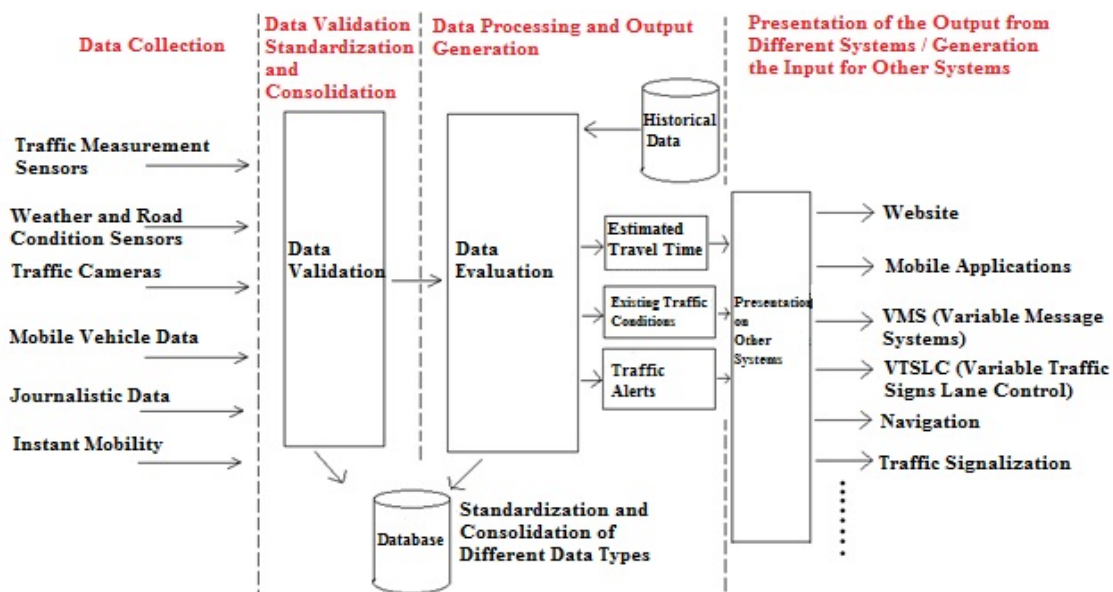 Data Collection
Data Validation
Standardization
and
Consolidation
Data Processing and Output
Generation
Presentation of the Output from
Different Systems / Generation
the Input for Other Systems
Traffic Measurement
Sensors
Weather and Road
Condition Sensors
Traffic Cameras
Mobile Vehicle Data
Journalistic Data
Instant Mobility
Data
Validation
Data
Evaluation
Historical
Data
Estimated
Travel Time
Existing Traffic
Conditions
Traffic
Alerts
Presentation
on
Other
Systems
Website
Mobile Applications
VMS (Variable Message
Systems)
VTSLC (Variable Traffic
Signs Lane Control)
Navigation
Traffic Signalization
Database
Standardization and
Consolidation of
Different Data Types